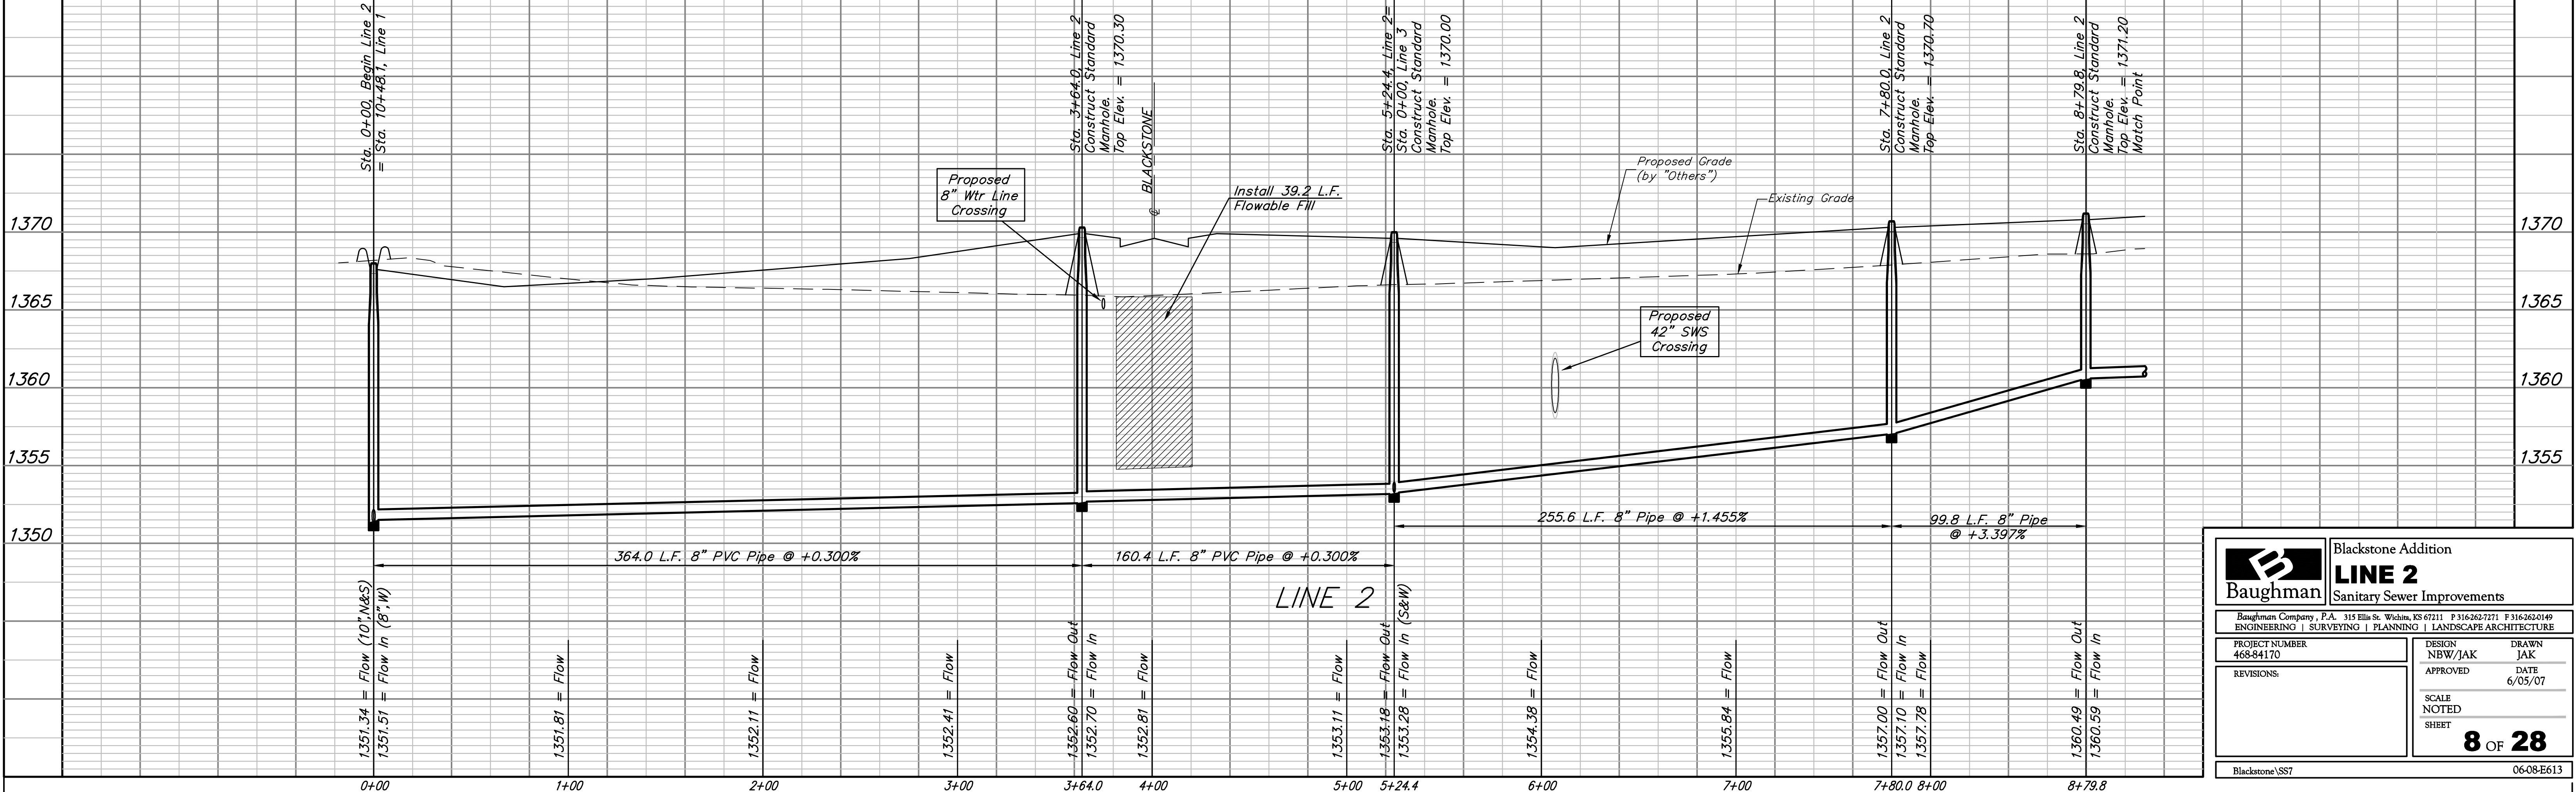 Sta. 0+00, Begin Line 2
= Sta. 10+48.1, Line 1
Sta. 3+64.0, Line 2
Construct Standard
Manhole.
Top Elev. = 1370.30
BLACKSTONE
℄
Sta. 5+24.4, Line 2=
Sta. 0+00, Line 3
Construct Standard
Manhole.
Top Elev. = 1370.00
Sta. 7+80.0, Line 2
Construct Standard
Manhole.
Top Elev. = 1370.70
Sta. 8+79.8, Line 2
Construct Standard
Manhole.
Top Elev. = 1371.20
Match Point
Proposed
8" Wtr Line
Crossing
Install 39.2 L.F.
Flowable Fill
Proposed Grade
(by "Others")
Existing Grade
Proposed
42" SWS
Crossing
1370
1365
1360
1355
1350
1370
1365
1360
1355
364.0 L.F. 8" PVC Pipe @ +0.300%
160.4 L.F. 8" PVC Pipe @ +0.300%
255.6 L.F. 8" Pipe @ +1.455%
99.8 L.F. 8" Pipe
@ +3.397%
LINE 2
1351.34 = Flow (10",N&S)
1351.51 = Flow In (8",W)
1351.81 = Flow
1352.11 = Flow
1352.41 = Flow
1352.60 = Flow Out
1352.70 = Flow In
1352.81 = Flow
1353.11 = Flow
1353.18 = Flow Out
1353.28 = Flow In (S&W)
1354.38 = Flow
1355.84 = Flow
1357.00 = Flow Out
1357.10 = Flow In
1357.78 = Flow
1360.49 = Flow Out
1360.59 = Flow In
0+00
1+00
2+00
3+00
3+64.0
4+00
5+00
5+24.4
6+00
7+00
7+80.0
8+00
8+79.8
B
Baughman
Blackstone Addition
LINE 2
Sanitary Sewer Improvements
Baughman Company, P.A. 315 Ellis St. Wichita, KS 67211 P 316-262-7271 F 316-262-0149
ENGINEERING | SURVEYING | PLANNING | LANDSCAPE ARCHITECTURE
PROJECT NUMBER
468-84170
REVISIONS:
DESIGN
NBW/JAK
DRAWN
JAK
APPROVED
DATE
6/05/07
SCALE
NOTED
SHEET
8 OF 28
Blackstone\SS7
06-08-E613